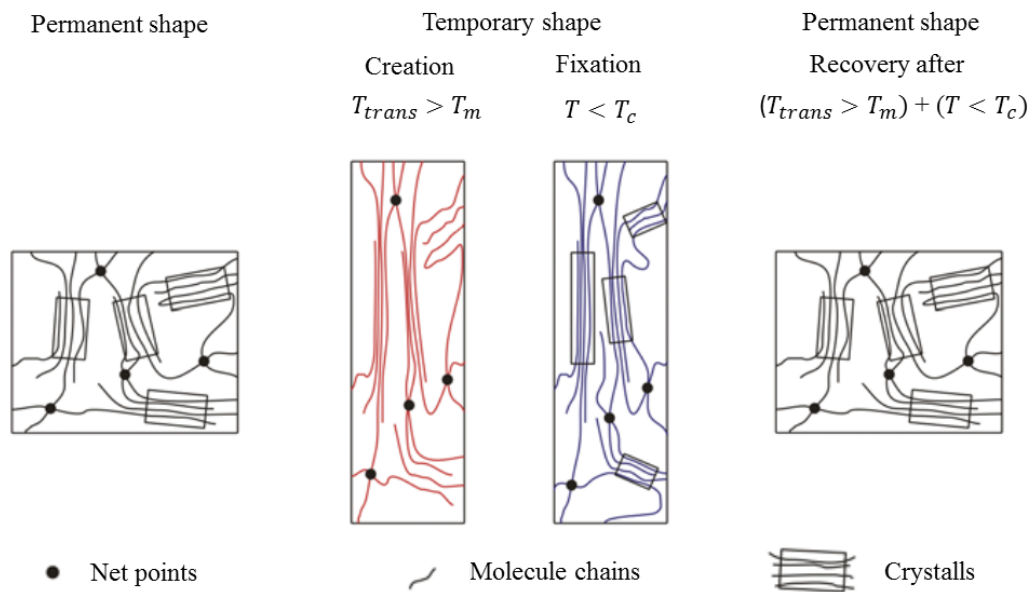 Permanent shape
Temporary shape
Permanent shape
Creation
Fixation
Recovery after
T_trans > T_m
T < T_c
(T_trans > T_m) + (T < T_c)
Net points
Molecule chains
Crystalls